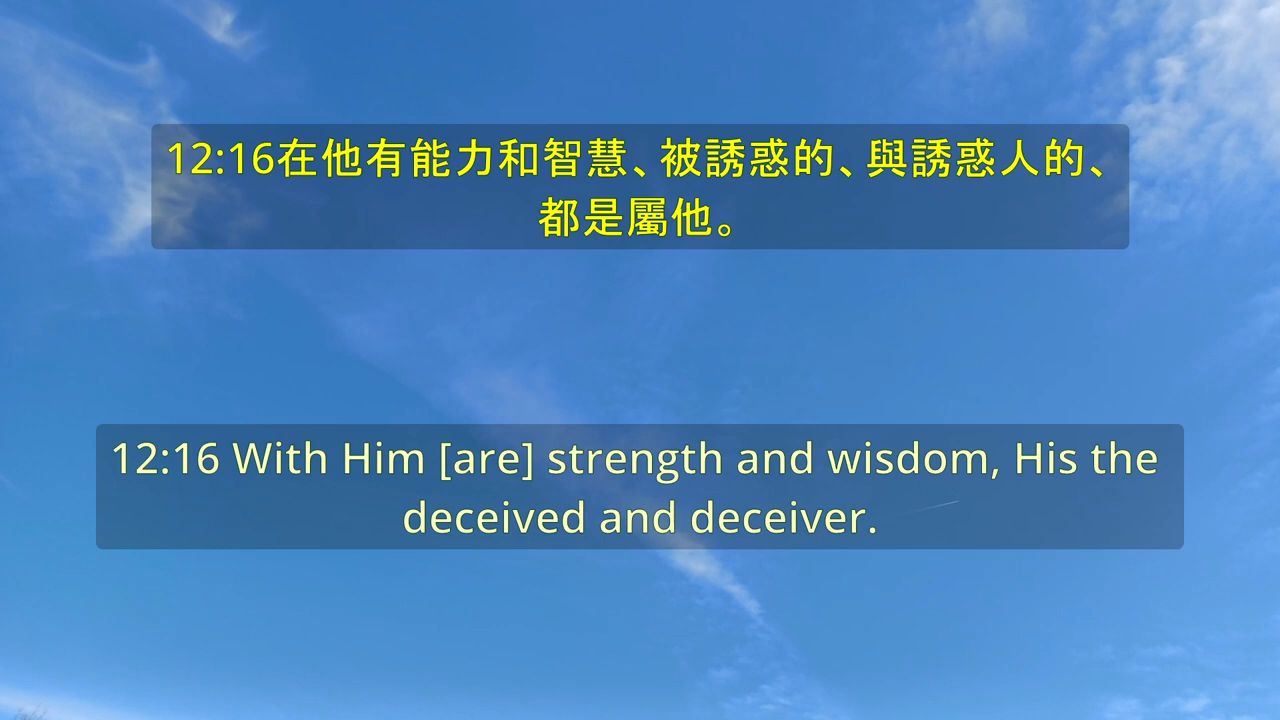 12:16在他有能力和智慧、被誘惑的、與誘惑人的、
都是屬他。
12:16 With Him [are] strength and wisdom, His the
deceived and deceiver.